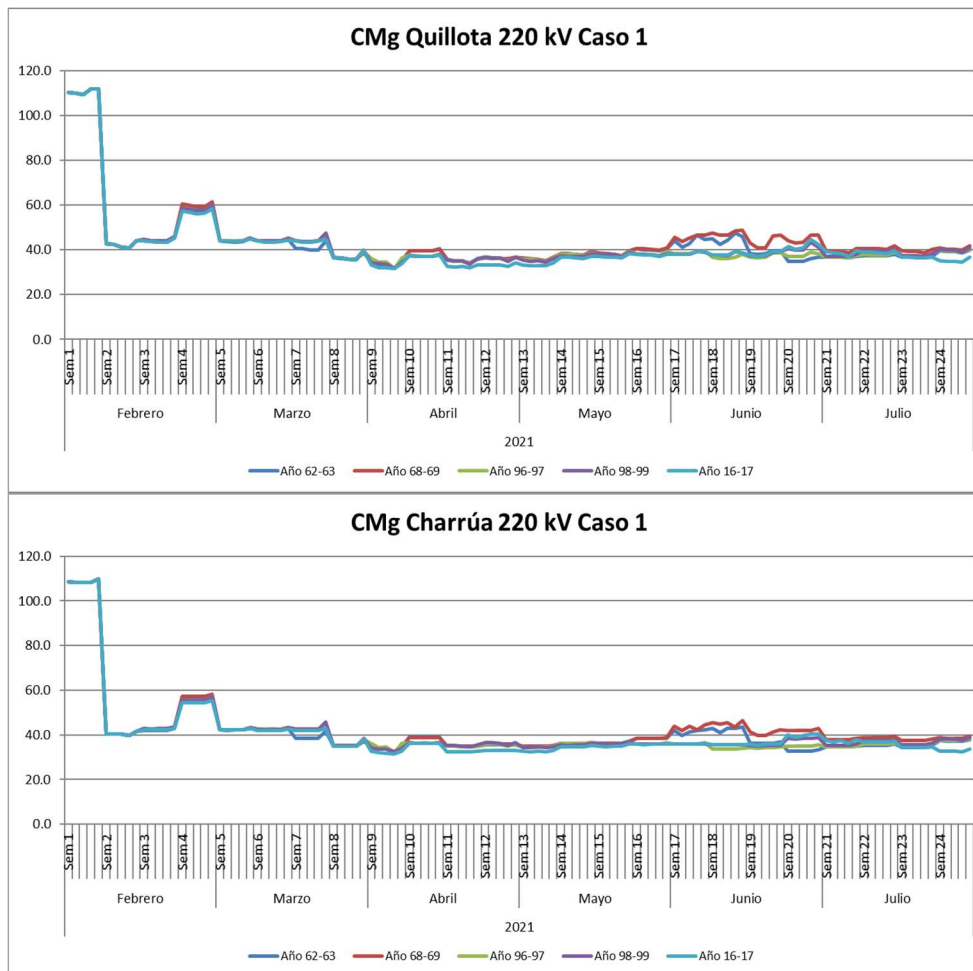 CMg Quillota 220 kV Caso 1
120.0
100.0
80.0
60.0
40.0
20.0
0.0
Sem 1 Sem 2 Sem 3 Sem 4 Sem 5 Sem 6 Sem 7 Sem 8 Sem 9 Sem 10 Sem 11 Sem 12 Sem 13 Sem 14 Sem 15 Sem 16 Sem 17 Sem 18 Sem 19 Sem 20 Sem 21 Sem 22 Sem 23 Sem 24
Febrero Marzo Abril Mayo Junio Julio
2021
Año 62-63 Año 68-69 Año 96-97 Año 98-99 Año 16-17
CMg Charrúa 220 kV Caso 1
120.0
100.0
80.0
60.0
40.0
20.0
0.0
Sem 1 Sem 2 Sem 3 Sem 4 Sem 5 Sem 6 Sem 7 Sem 8 Sem 9 Sem 10 Sem 11 Sem 12 Sem 13 Sem 14 Sem 15 Sem 16 Sem 17 Sem 18 Sem 19 Sem 20 Sem 21 Sem 22 Sem 23 Sem 24
Febrero Marzo Abril Mayo Junio Julio
2021
Año 62-63 Año 68-69 Año 96-97 Año 98-99 Año 16-17